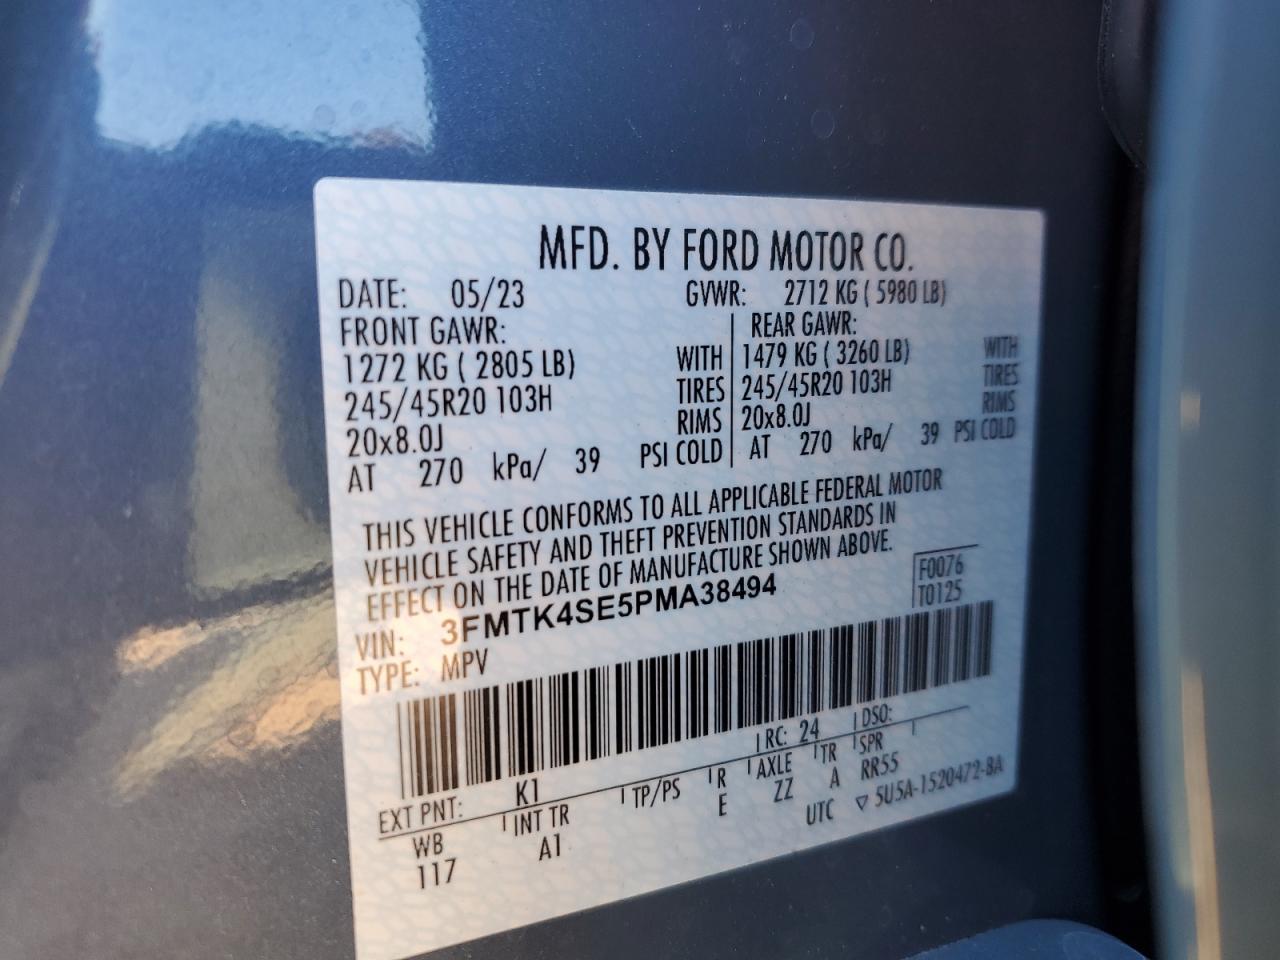 MFD. BY FORD MOTOR CO.
DATE: 05/23 GVWR: 2712 KG ( 5980 LB)
FRONT GAWR: REAR GAWR:
1272 KG ( 2805 LB) WITH 1479 KG ( 3260 LB) WITH
245/45R20 103H TIRES 245/45R20 103H TIRES
20x8.0J RIMS 20x8.0J RIMS
AT 270 kPa/ 39 PSI COLD AT 270 kPa/ 39 PSI COLD
THIS VEHICLE CONFORMS TO ALL APPLICABLE FEDERAL MOTOR
VEHICLE SAFETY AND THEFT PREVENTION STANDARDS IN
EFFECT ON THE DATE OF MANUFACTURE SHOWN ABOVE.
F0076
VIN: 3FMTK4SE5PMA38494 T0125
TYPE: MPV
EXT PNT: K1 RC: 24 DSO:
WB INT TR TP/PS R AXLE TR SPR
117 A1 E ZZ A RR55
UTC ▽ 5U5A-1520472-BA